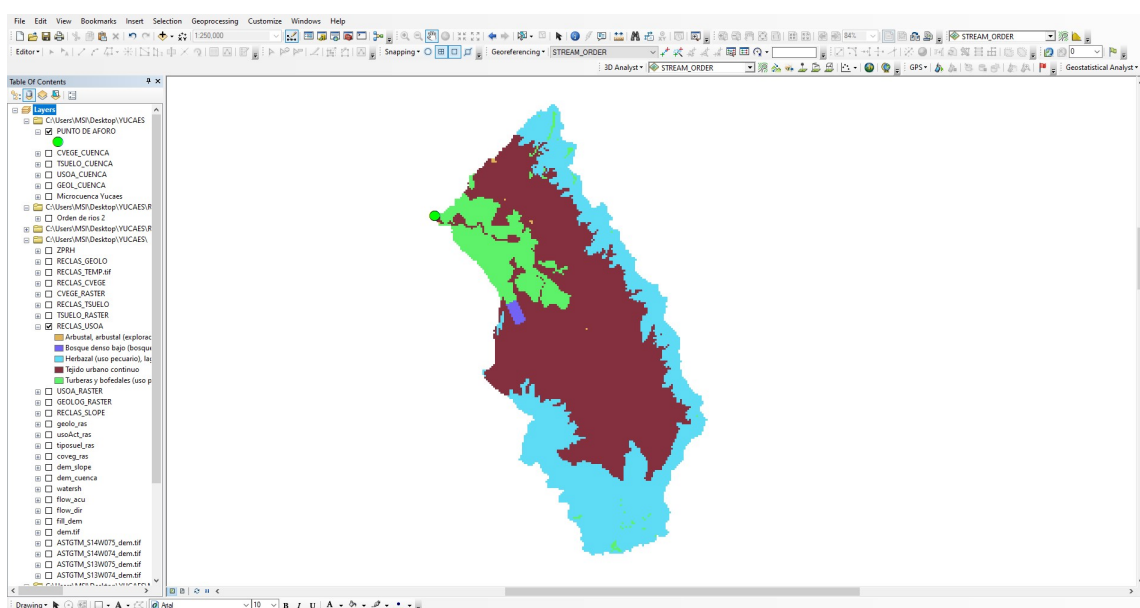 File Edit View Bookmarks Insert Selection Geoprocessing Customize Windows Help
1:250,000 84% STREAM_ORDER
Editor Snapping Georeferencing STREAM_ORDER 0
3D Analyst STREAM_ORDER GPS Geostatistical Analyst
Table Of Contents
Layers
C:\Users\MSI\Desktop\YUCAES
PUNTO DE AFORO
CVEGE_CUENCA
TSUELO_CUENCA
USOA_CUENCA
GEOL_CUENCA
Microcuenca Yucaes
C:\Users\MSI\Desktop\YUCAES\R
Orden de rios 2
C:\Users\MSI\Desktop\YUCAES\R
C:\Users\MSI\Desktop\YUCAES\
ZPRH
RECLAS_GEOLO
RECLAS_TEMP.tif
RECLAS_CVEGE
CVEGE_RASTER
RECLAS_TSUELO
TSUELO_RASTER
RECLAS_USOA
Arbustal, arbustal (explorac
Bosque denso bajo (bosque
Herbazal (uso pecuario), lag
Tejido urbano continuo
Turberas y bofedales (uso p
USOA_RASTER
GEOLOG_RASTER
RECLAS_SLOPE
geolo_ras
usoAct_ras
tiposuel_ras
coveg_ras
dem_slope
dem_cuenca
watersh
flow_acu
flow_dir
fill_dem
dem.tif
ASTGTM_S14W075_dem.tif
ASTGTM_S14W074_dem.tif
ASTGTM_S13W075_dem.tif
ASTGTM_S13W074_dem.tif
Drawing A Arial 10 B I U A